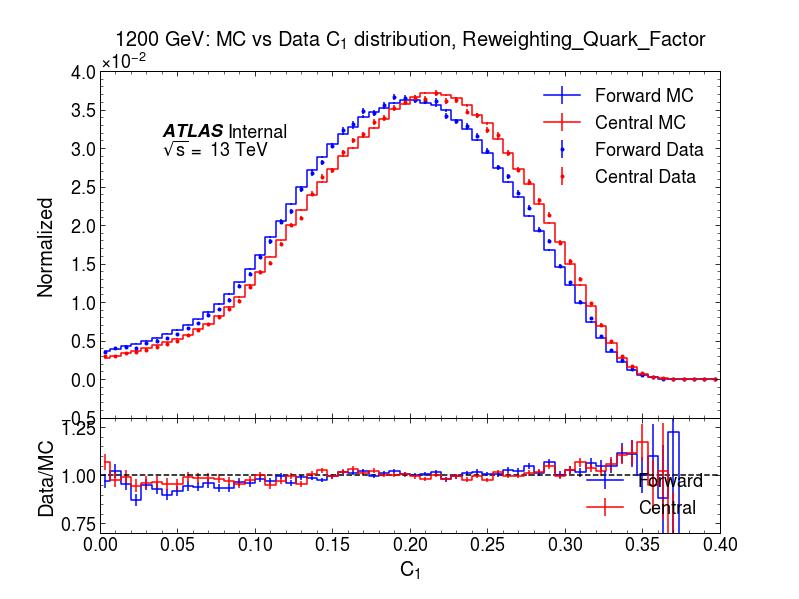 1200 GeV: MC vs Data C₁ distribution, Reweighting_Quark_Factor
×10⁻²
4.0
3.5
3.0
2.5
2.0
1.5
1.0
0.5
0.0
−0.5
Normalized
ATLAS Internal
√s = 13 TeV
Forward MC
Central MC
Forward Data
Central Data
1.25
1.00
0.75
Data/MC
Forward
Central
0.00 0.05 0.10 0.15 0.20 0.25 0.30 0.35 0.40
C₁